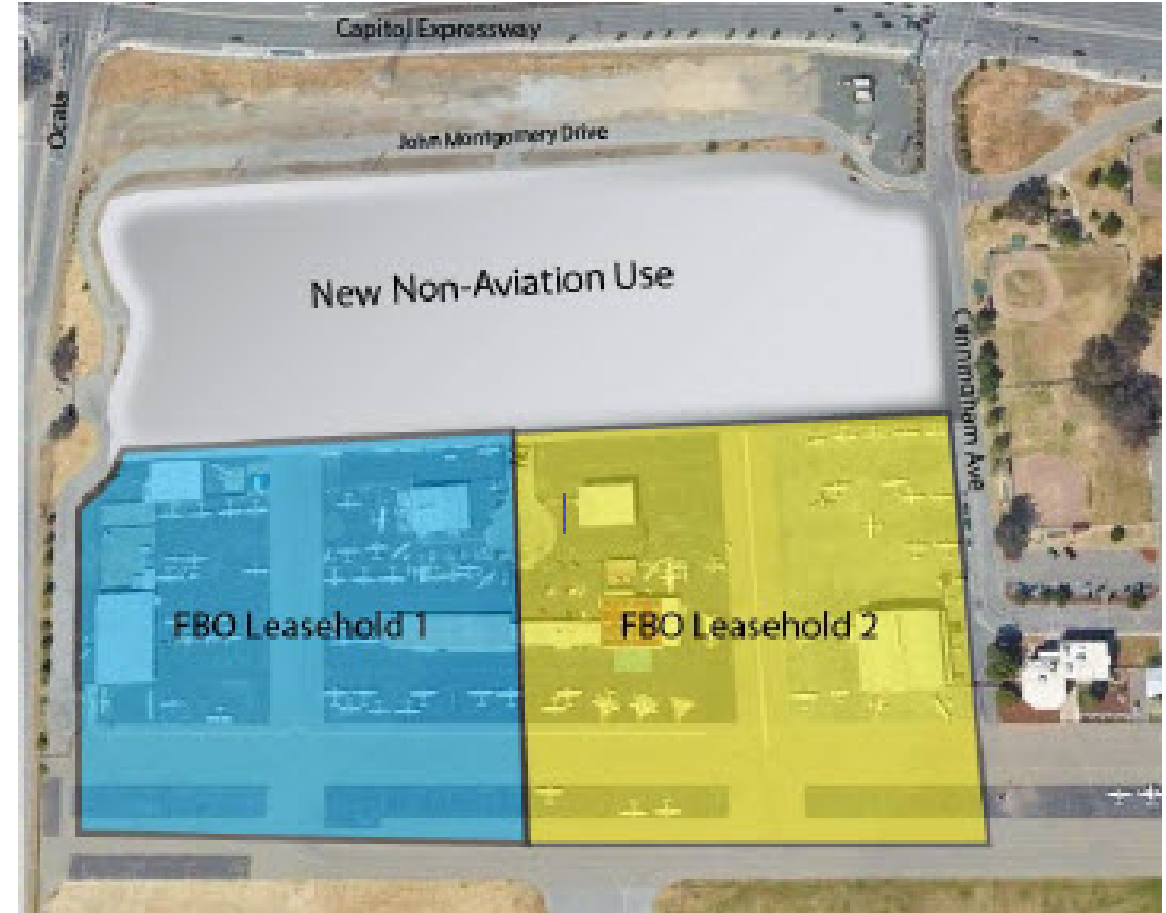 Capitol Expressway
Ocala
John Montgomery Drive
New Non-Aviation Use
Cunningham Ave
FBO Leasehold 1
FBO Leasehold 2